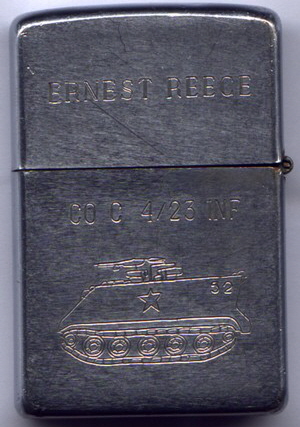 ERNEST REECE
CO C 4/23 INF
32